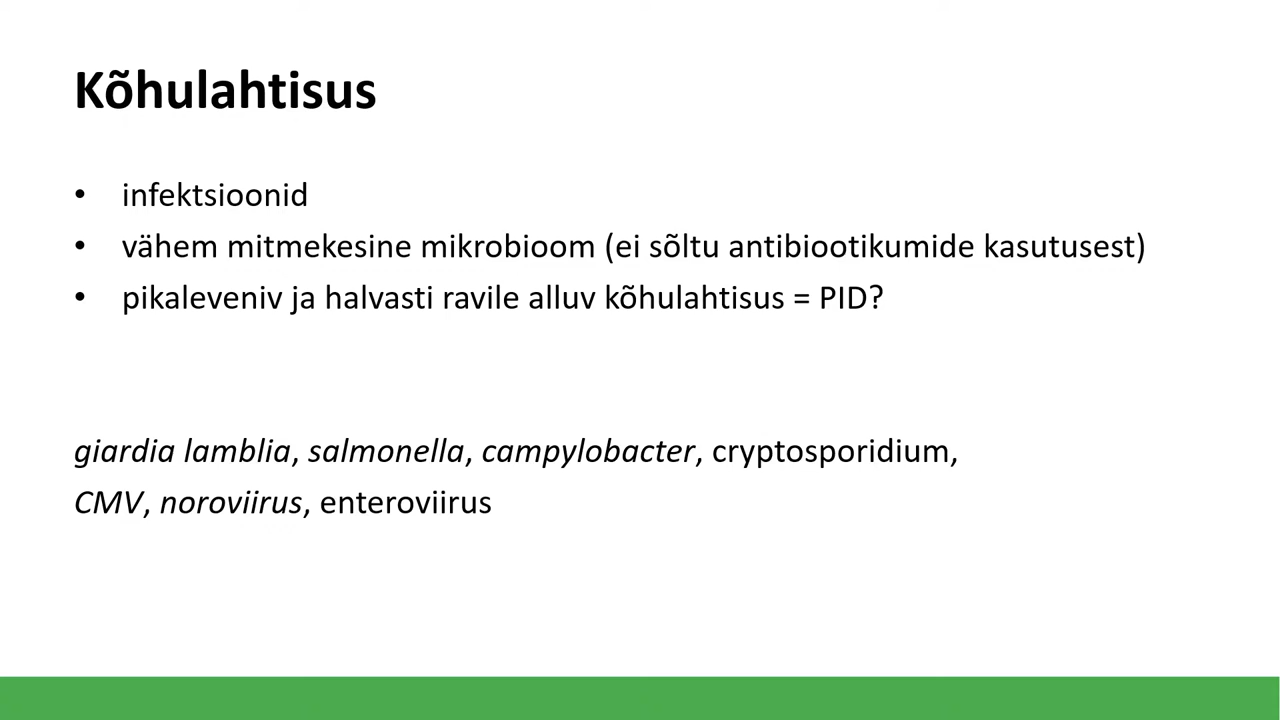 Kõhulahtisus
• infektsioonid
• vähem mitmekesine mikrobioom (ei sõltu antibiootikumide kasutusest)
• pikaleveniv ja halvasti ravile alluv kõhulahtisus = PID?
giardia lamblia, salmonella, campylobacter, cryptosporidium,
CMV, noroviirus, enteroviirus